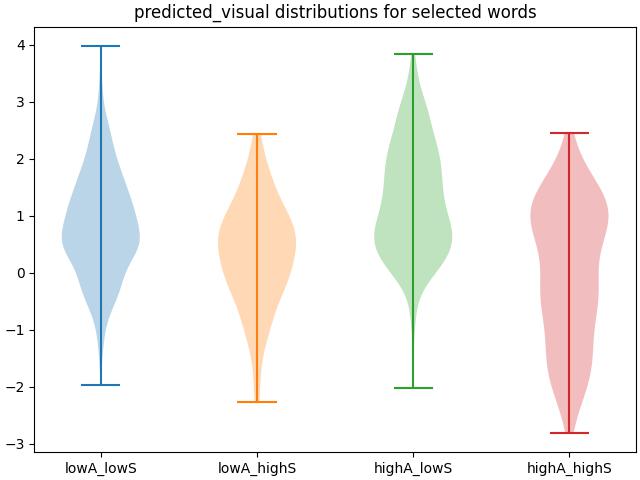 predicted_visual distributions for selected words
4
3
2
1
0
−1
−2
−3
lowA_lowS
lowA_highS
highA_lowS
highA_highS